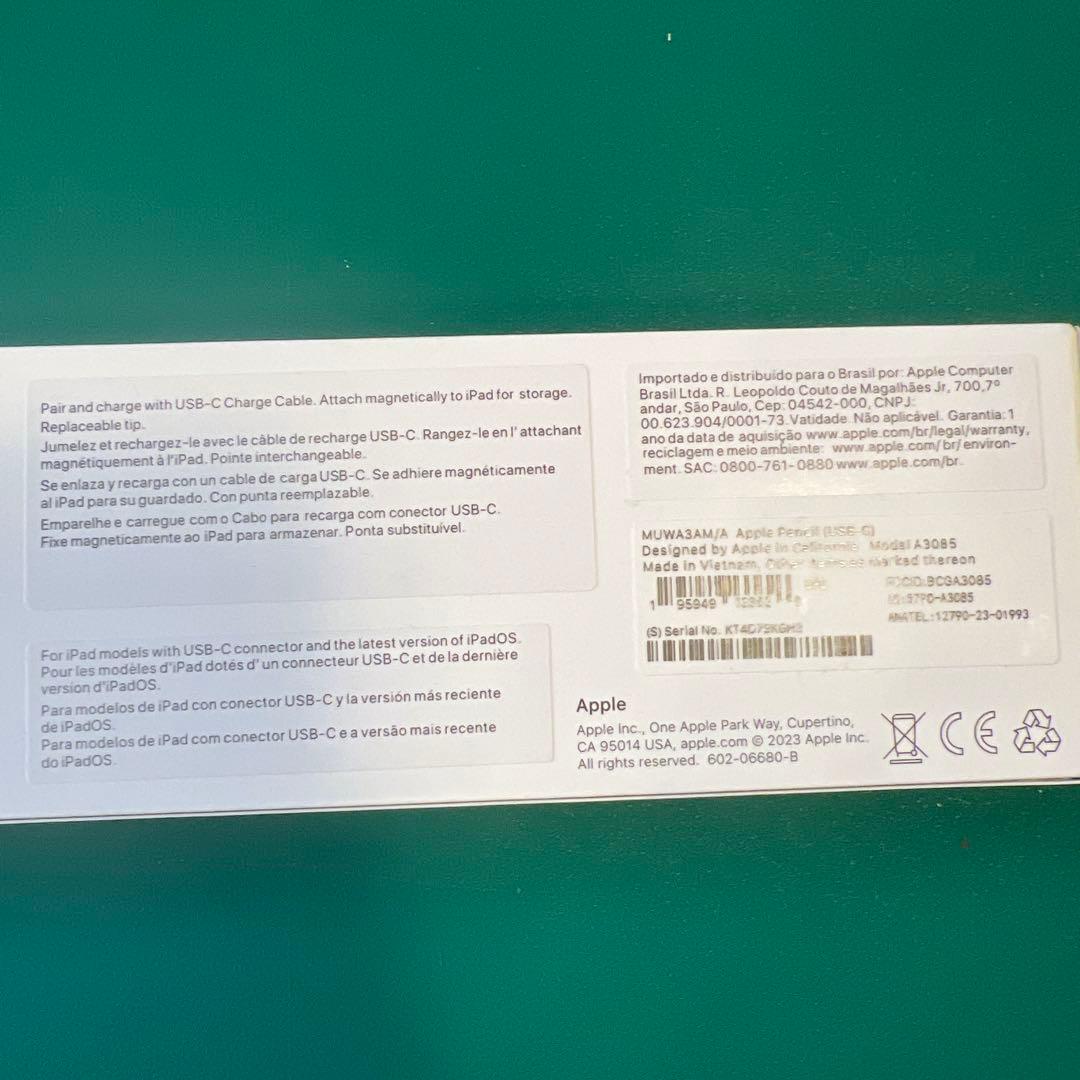 Pair and charge with USB-C Charge Cable. Attach magnetically to iPad for storage.
Replaceable tip.
Jumelez et rechargez-le avec le câble de recharge USB-C. Rangez-le en l'attachant
magnétiquement à l'iPad. Pointe interchangeable.
Se enlaza y recarga con un cable de carga USB-C. Se adhiere magnéticamente
al iPad para su guardado. Con punta reemplazable.
Emparelhe e carregue com o Cabo para recarga com conector USB-C.
Fixe magneticamente ao iPad para armazenar. Ponta substituível.
For iPad models with USB-C connector and the latest version of iPadOS.
Pour les modèles d'iPad dotés d'un connecteur USB-C et de la dernière
version d'iPadOS.
Para modelos de iPad con conector USB-C y la versión más reciente
de iPadOS.
Para modelos de iPad com conector USB-C e a versão mais recente
do iPadOS.
Importado e distribuído para o Brasil por: Apple Computer
Brasil Ltda. R. Leopoldo Couto de Magalhães Jr, 700,7º
andar, São Paulo, Cep: 04542-000, CNPJ:
00.623.904/0001-73. Vatidade: Não aplicável. Garantia: 1
ano da data de aquisição www.apple.com/br/legal/warranty,
reciclagem e meio ambiente: www.apple.com/br/environ-
ment. SAC: 0800-761-0880 www.apple.com/br.
MUWA3AM/A Apple Pencil (USB-C)
Designed by Apple in California Model A3085
Made in Vietnam. Other items as marked thereon
BCGA3085
-A3085
ANATEL:12790-23-01993
1 95949
(S) Serial No.
Apple
Apple Inc., One Apple Park Way, Cupertino,
CA 95014 USA, apple.com © 2023 Apple Inc.
All rights reserved. 602-06680-B
CE